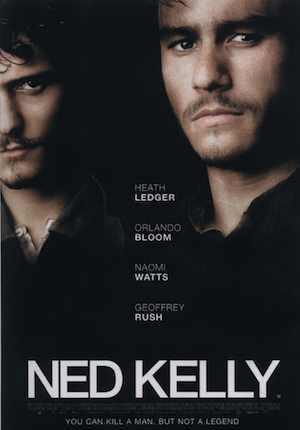 HEATH
LEDGER
ORLANDO
BLOOM
NAOMI
WATTS
GEOFFREY
RUSH
NED KELLY
YOU CAN KILL A MAN. BUT NOT A LEGEND